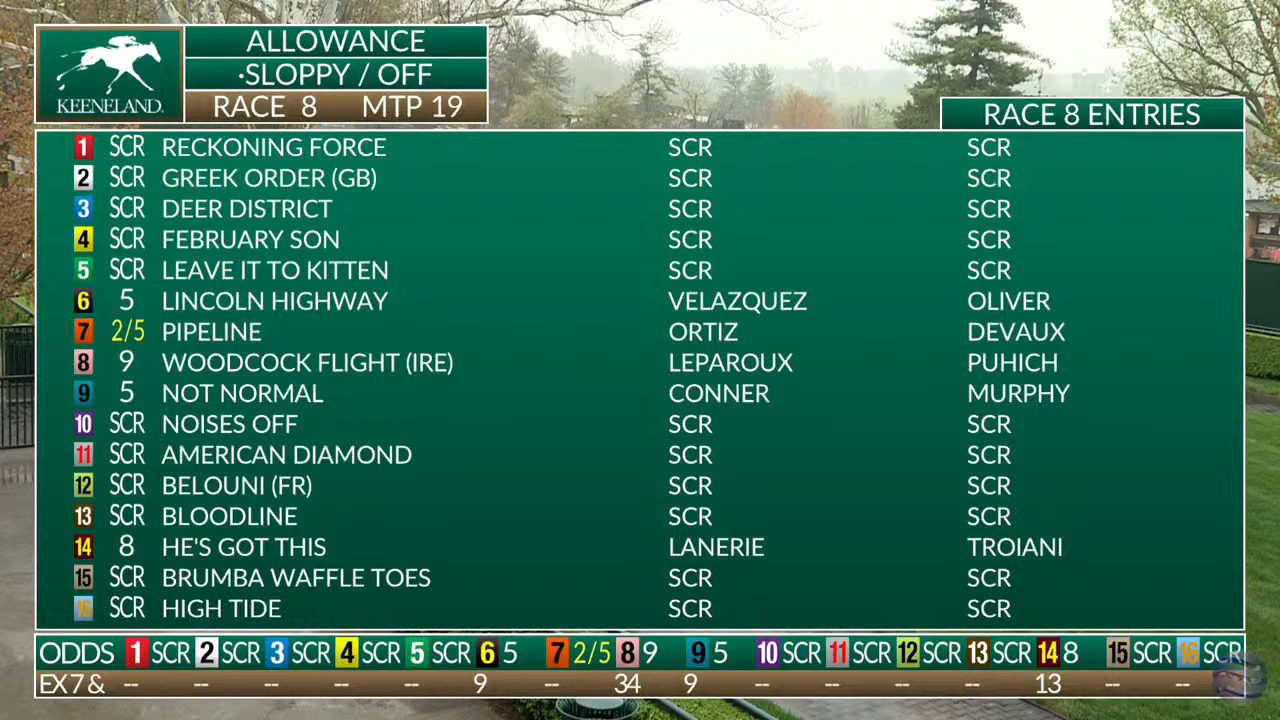 KEENELAND.
ALLOWANCE
·SLOPPY / OFF
RACE 8 MTP 19
RACE 8 ENTRIES
1 SCR RECKONING FORCE SCR SCR
2 SCR GREEK ORDER (GB) SCR SCR
3 SCR DEER DISTRICT SCR SCR
4 SCR FEBRUARY SON SCR SCR
5 SCR LEAVE IT TO KITTEN SCR SCR
6 5 LINCOLN HIGHWAY VELAZQUEZ OLIVER
7 2/5 PIPELINE ORTIZ DEVAUX
8 9 WOODCOCK FLIGHT (IRE) LEPAROUX PUHICH
9 5 NOT NORMAL CONNER MURPHY
10 SCR NOISES OFF SCR SCR
11 SCR AMERICAN DIAMOND SCR SCR
12 SCR BELOUNI (FR) SCR SCR
13 SCR BLOODLINE SCR SCR
14 8 HE'S GOT THIS LANERIE TROIANI
15 SCR BRUMBA WAFFLE TOES SCR SCR
16 SCR HIGH TIDE SCR SCR
ODDS 1 SCR 2 SCR 3 SCR 4 SCR 5 SCR 6 5 7 2/5 8 9 9 5 10 SCR 11 SCR 12 SCR 13 SCR 14 8 15 SCR 16 SCR
EX 7 & -- -- -- -- -- 9 -- 34 9 -- -- -- -- 13 -- --